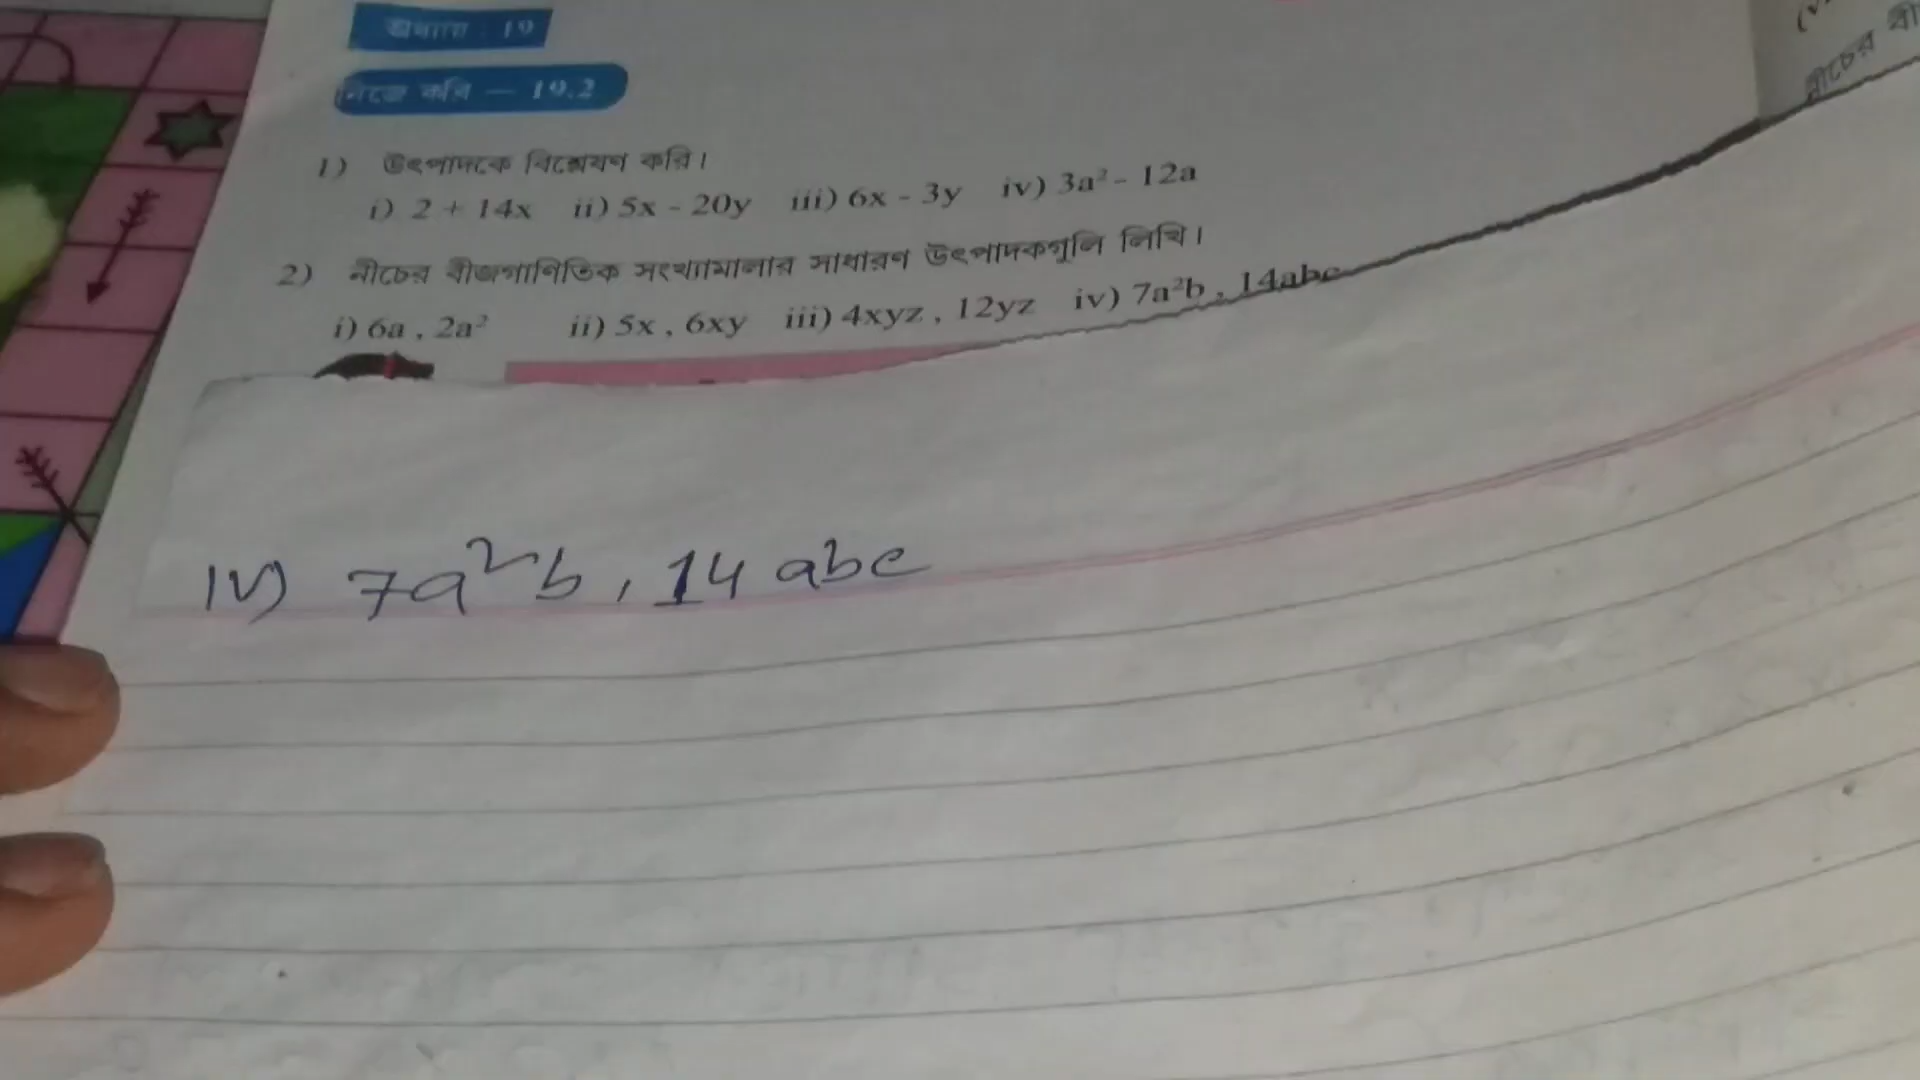 অধ্যায় : 19
নিজে করি — 19.2
1) উৎপাদকে বিশ্লেষণ করি।
i) 2 + 14x ii) 5x - 20y iii) 6x - 3y iv) 3a² - 12a
2) নীচের বীজগাণিতিক সংখ্যামালার সাধারণ উৎপাদকগুলি লিখি।
i) 6a , 2a² ii) 5x , 6xy iii) 4xyz , 12yz iv) 7a²b , 14abc
IV) 7a²b , 14 abc
নীচের